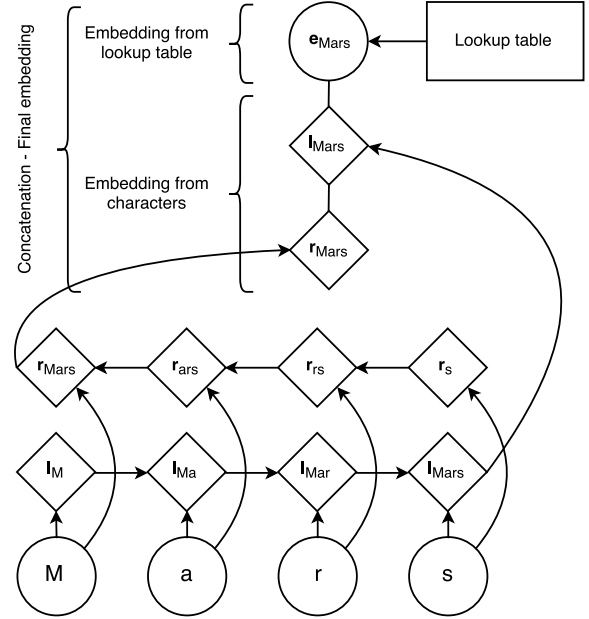 Concatenation - Final embedding
Embedding from
lookup table
e_Mars
Lookup table
Embedding from
characters
l_Mars
r_Mars
r_Mars
r_ars
r_rs
r_s
l_M
l_Ma
l_Mar
l_Mars
M
a
r
s